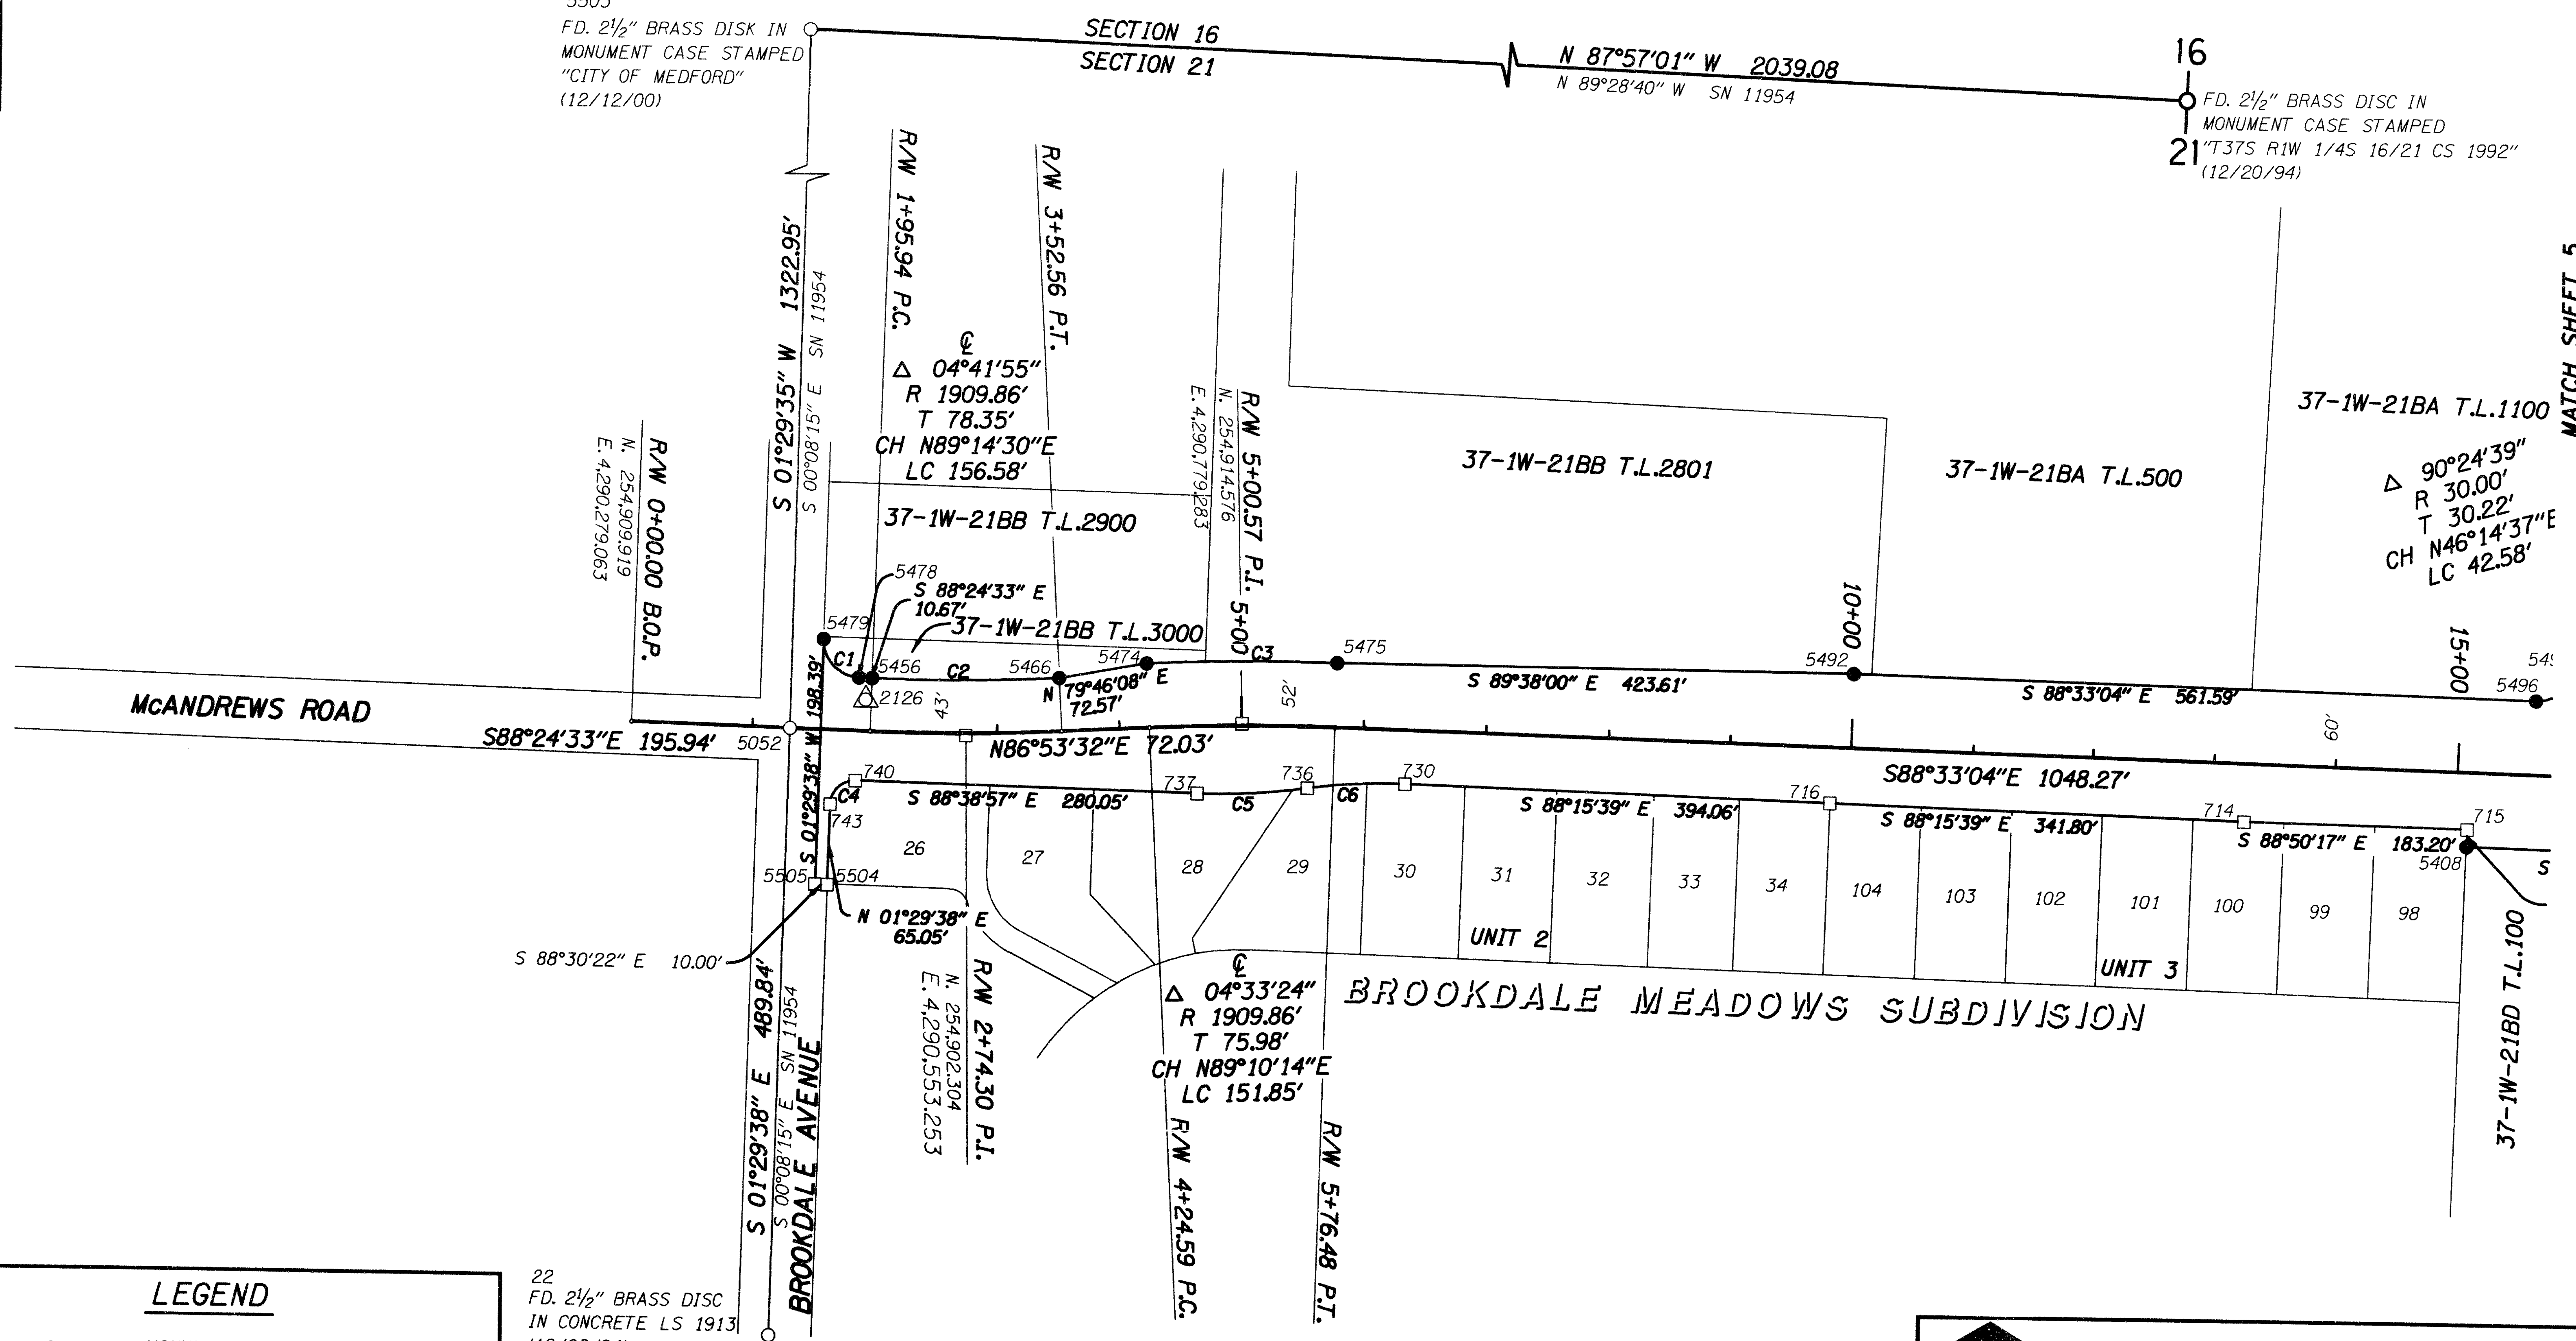 FD. 2½" BRASS DISK IN
MONUMENT CASE STAMPED
"CITY OF MEDFORD"
(12/12/00)
SECTION 16
SECTION 21
N 87°57'01" W 2039.08
N 89°28'40" W SN 11954
16
21
FD. 2½" BRASS DISC IN
MONUMENT CASE STAMPED
"T37S R1W 1/4S 16/21 CS 1992"
(12/20/94)
MATCH SHEET 5
S 01°29'35" W 1322.95'
S 00°08'15" E SN 11954
R/W 1+95.94 P.C.
R/W 3+52.56 P.T.
℄
Δ 04°41'55"
R 1909.86'
T 78.35'
CH N89°14'30"E
LC 156.58'
R/W 5+00.57 P.I.
N. 254,914.576
E. 4,290,779.283
R/W 0+00.00 B.O.P.
N. 254,909.919
E. 4,290,279.063
37-1W-21BB T.L.2900
37-1W-21BB T.L.2801
37-1W-21BA T.L.500
37-1W-21BA T.L.1100
Δ 90°24'39"
R 30.00'
T 30.22'
CH N46°14'37"E
LC 42.58'
5478
S 88°24'33" E
10.67'
37-1W-21BB T.L.3000
5479
C1
5456
C2
5466
5474
N 79°46'08" E
72.57'
5+00
C3
5475
S 89°38'00" E 423.61'
5492
10+00
S 88°33'04" E 561.59'
15+00
5496
2126
43'
52'
60'
McANDREWS ROAD
S88°24'33"E 195.94'
5052
S 01°29'38" W 198.39'
N86°53'32"E 72.03'
S88°33'04"E 1048.27'
740
C4
743
S 88°38'57" E 280.05'
737
C5
736
C6
730
S 88°15'39" E 394.06'
716
S 88°15'39" E 341.80'
714
S 88°50'17" E 183.20'
715
5408
S
26
27
28
29
30
31
32
33
34
104
103
102
101
100
99
98
5505
5504
N 01°29'38" E
65.05'
S 88°30'22" E 10.00'
UNIT 2
UNIT 3
BROOKDALE MEADOWS SUBDIVISION
37-1W-21BD T.L.100
S 01°29'38" E 489.84'
S 00°08'15" E SN 11954
BROOKDALE AVENUE
R/W 2+74.30 P.I.
N. 254,902.304
E. 4,290,553.253
℄
Δ 04°33'24"
R 1909.86'
T 75.98'
CH N89°10'14"E
LC 151.85'
R/W 4+24.59 P.C.
R/W 5+76.48 P.T.
LEGEND
22
FD. 2½" BRASS DISC
IN CONCRETE LS 1913